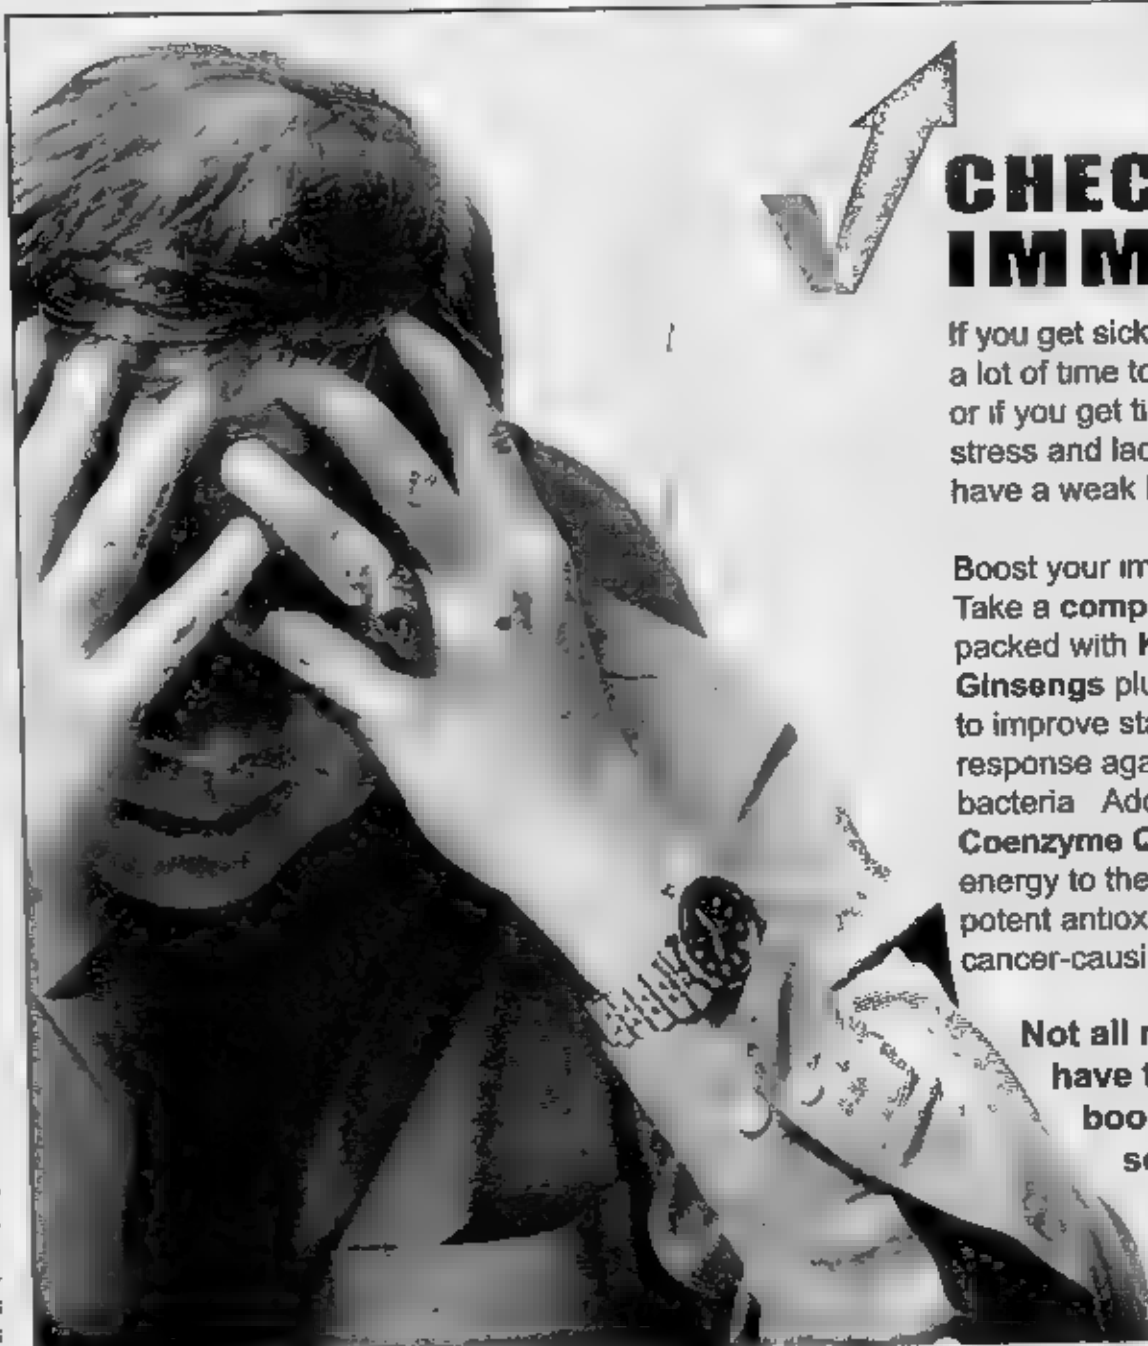 CHEC
IMM
If you get sick
a lot of time to
or if you get ti
stress and lac
have a weak
Boost your im
Take a comp
packed with K
Ginsengs plu
to improve sta
response aga
bacteria Add
Coenzyme Q
energy to the
potent antiox
cancer-causi
Not all
have t
boo
se